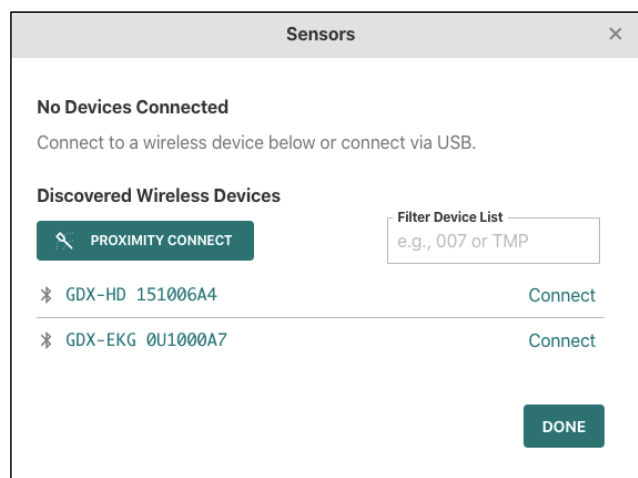 Sensors
No Devices Connected
Connect to a wireless device below or connect via USB.
Discovered Wireless Devices
PROXIMITY CONNECT
Filter Device List
e.g., 007 or TMP
GDX-HD 151006A4 Connect
GDX-EKG 0U1000A7 Connect
DONE